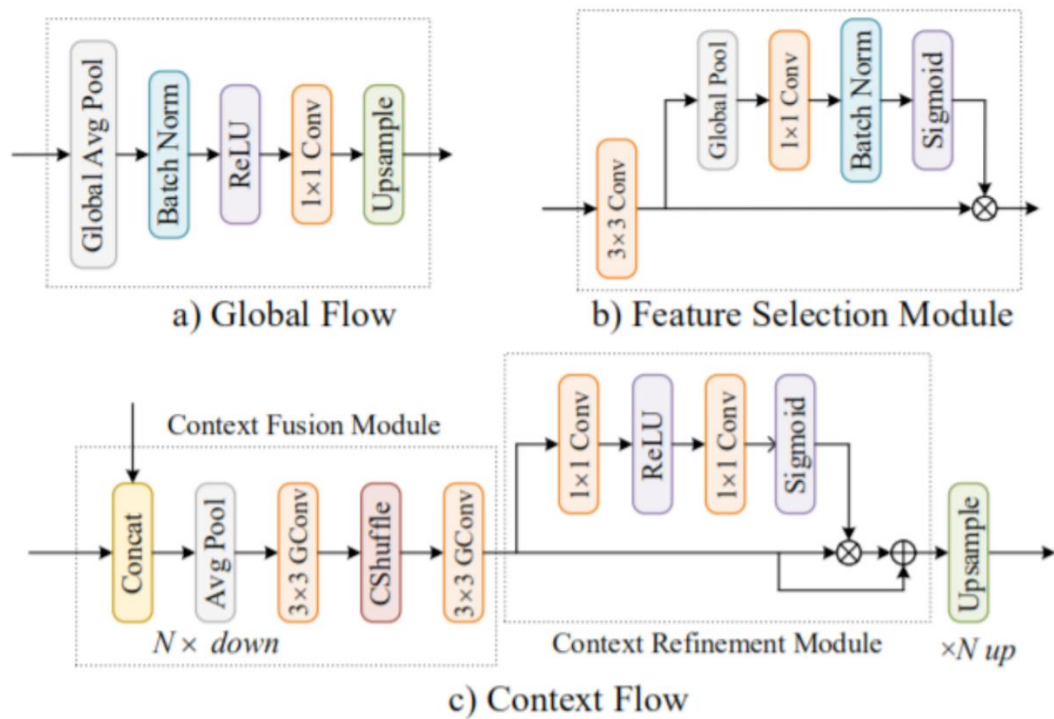 Global Avg Pool
Batch Norm
ReLU
1×1 Conv
Upsample
a) Global Flow
3×3 Conv
Global Pool
1×1 Conv
Batch Norm
Sigmoid
b) Feature Selection Module
Context Fusion Module
Concat
Avg Pool
3×3 GConv
CShuffle
3×3 GConv
N× down
1×1 Conv
ReLU
1×1 Conv
Sigmoid
Context Refinement Module
Upsample
×N up
c) Context Flow